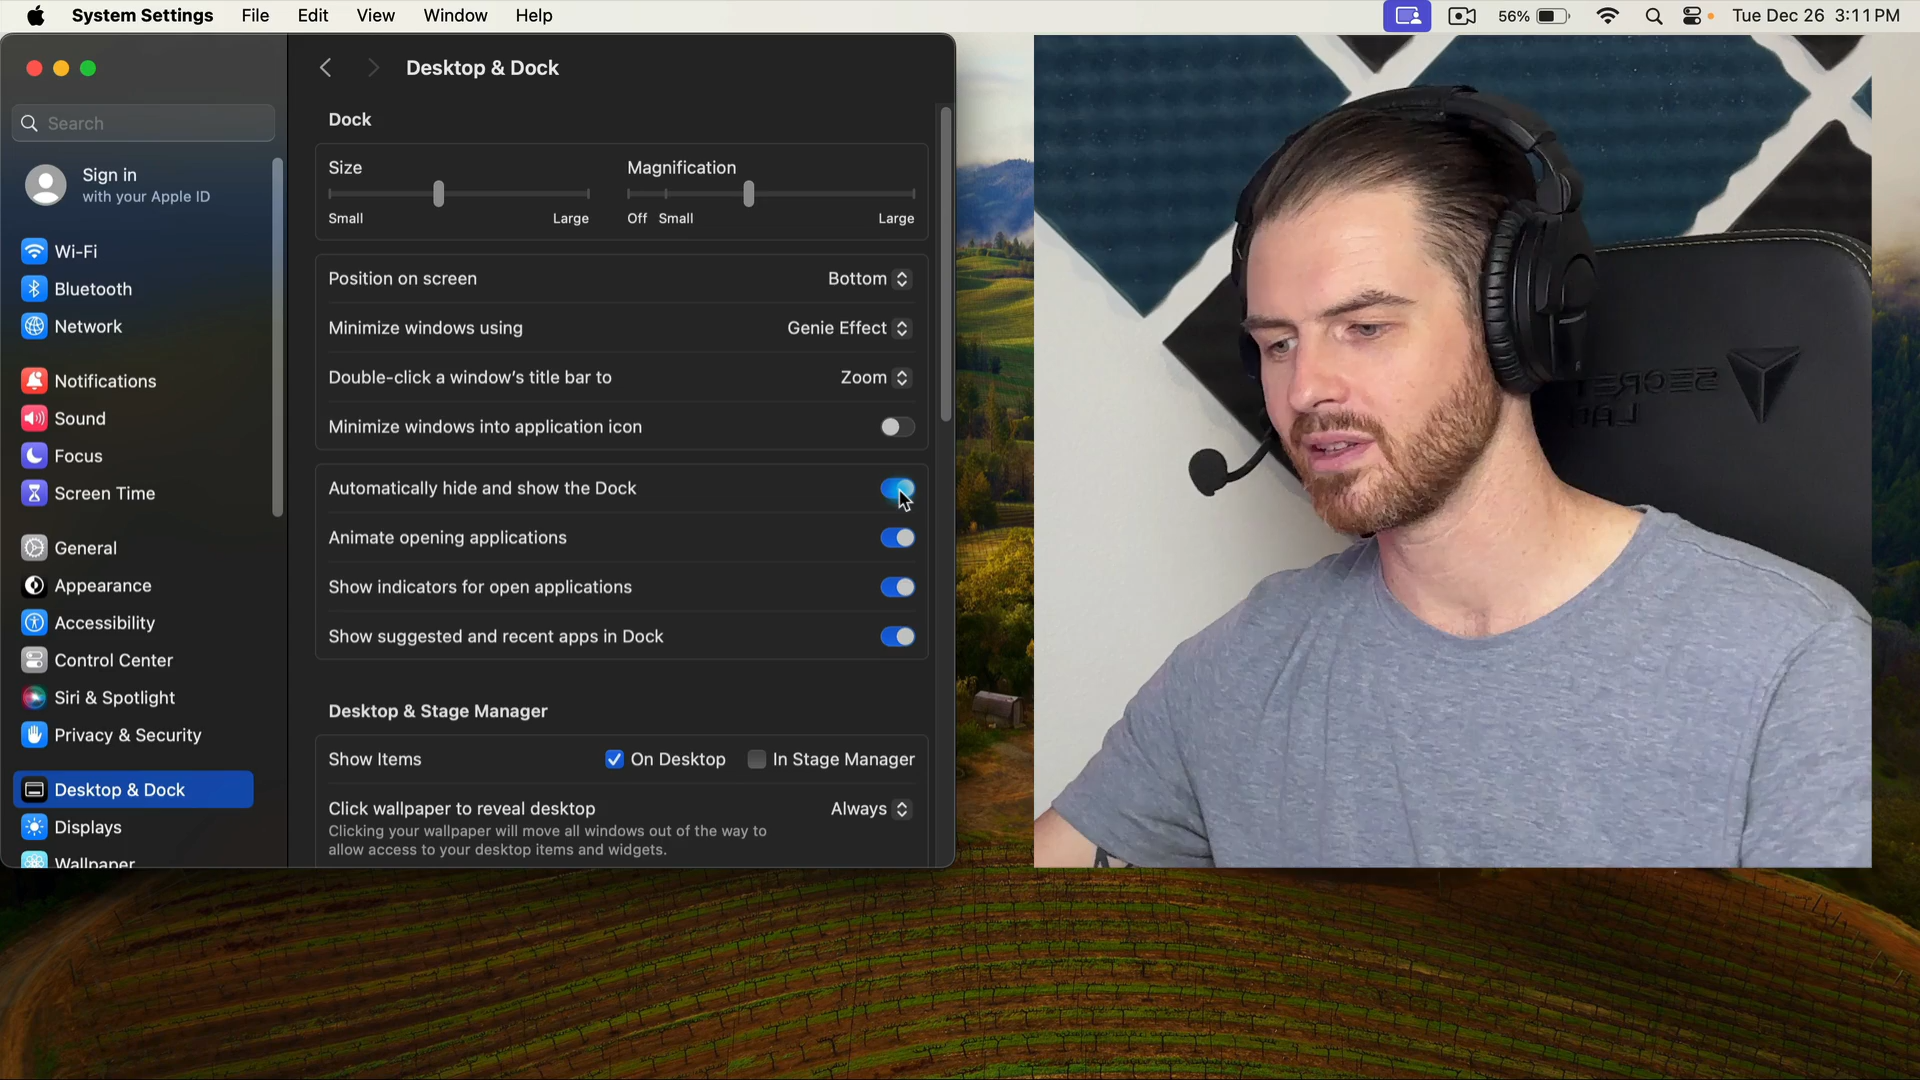 System Settings File Edit View Window Help 56% Tue Dec 26 3:11 PM
Desktop & Dock
Search
Sign in
with your Apple ID
Wi-Fi
Bluetooth
Network
Notifications
Sound
Focus
Screen Time
General
Appearance
Accessibility
Control Center
Siri & Spotlight
Privacy & Security
Desktop & Dock
Displays
Wallpaper
Dock
Size Magnification
Small Large Off Small Large
Position on screen Bottom
Minimize windows using Genie Effect
Double-click a window’s title bar to Zoom
Minimize windows into application icon
Automatically hide and show the Dock
Animate opening applications
Show indicators for open applications
Show suggested and recent apps in Dock
Desktop & Stage Manager
Show Items On Desktop In Stage Manager
Click wallpaper to reveal desktop Always
Clicking your wallpaper will move all windows out of the way to
allow access to your desktop items and widgets.
SECRET
LAB